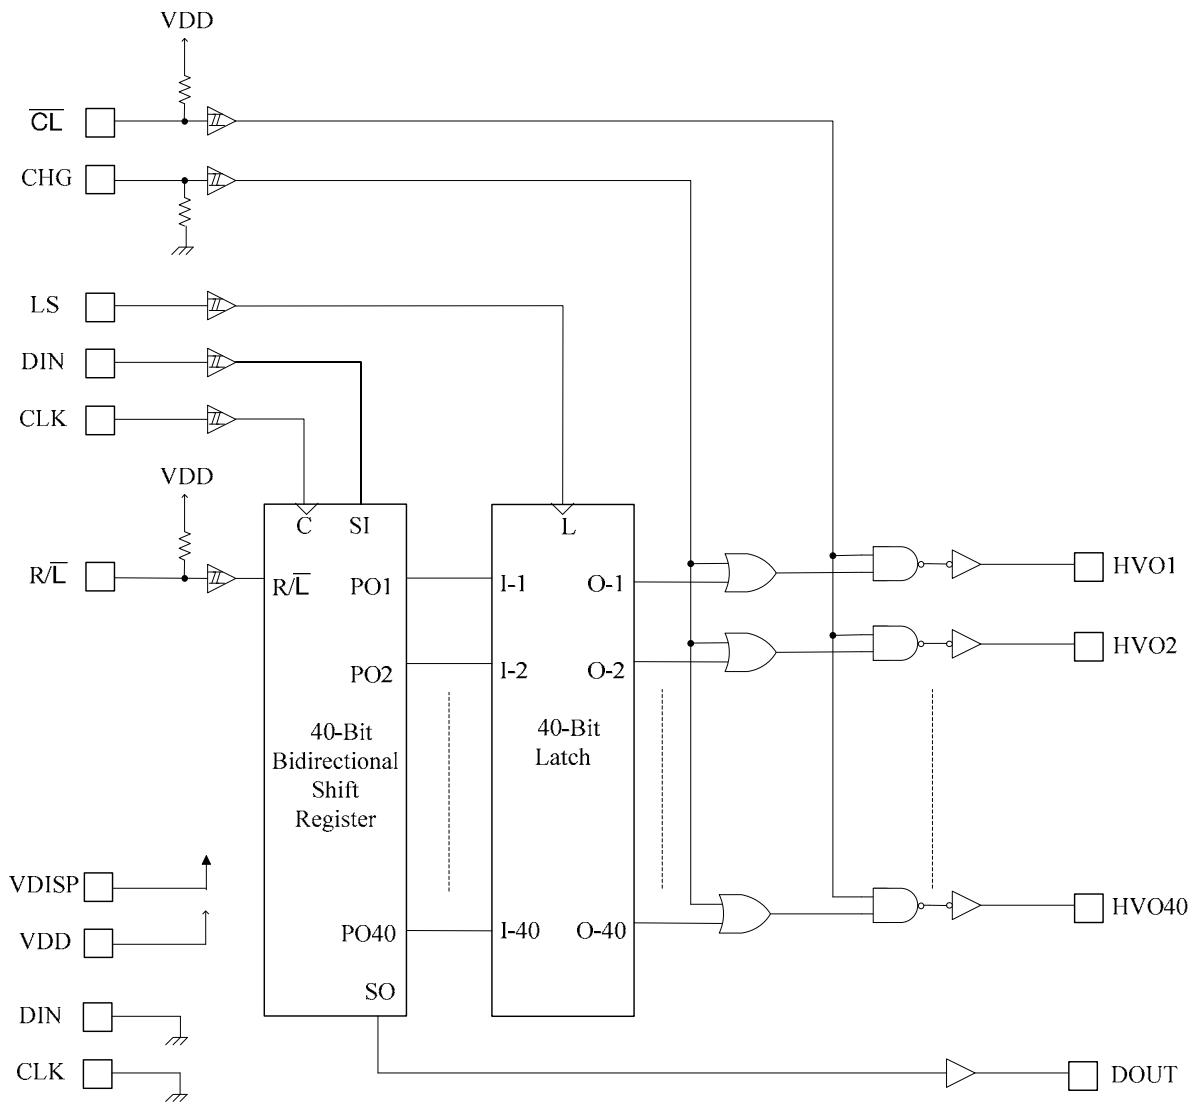 VDD
C̅L̅
CHG
LS
DIN
CLK
VDD
R/L̅
C SI
R/L̅ PO1
PO2
40-Bit
Bidirectional
Shift
Register
PO40
SO
L
I-1 O-1
I-2 O-2
40-Bit
Latch
I-40 O-40
HVO1
HVO2
HVO40
VDISP
VDD
DIN
CLK
DOUT